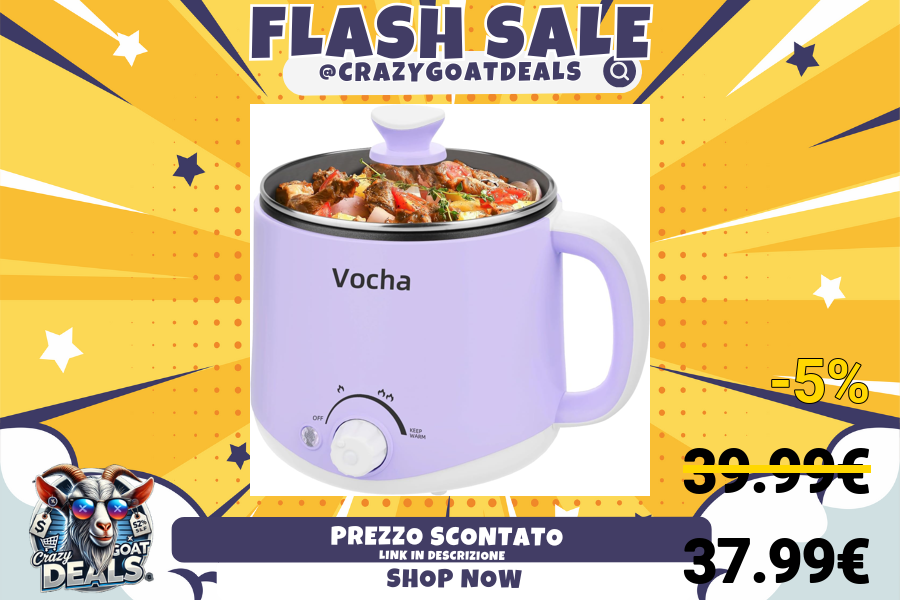 FLASH SALE
@CRAZYGOATDEALS
Vocha
OFF
KEEP
WARM
-5%
39.99€
$
52%
Crazy
GOAT
DEALS
PREZZO SCONTATO
LINK IN DESCRIZIONE
SHOP NOW
37.99€